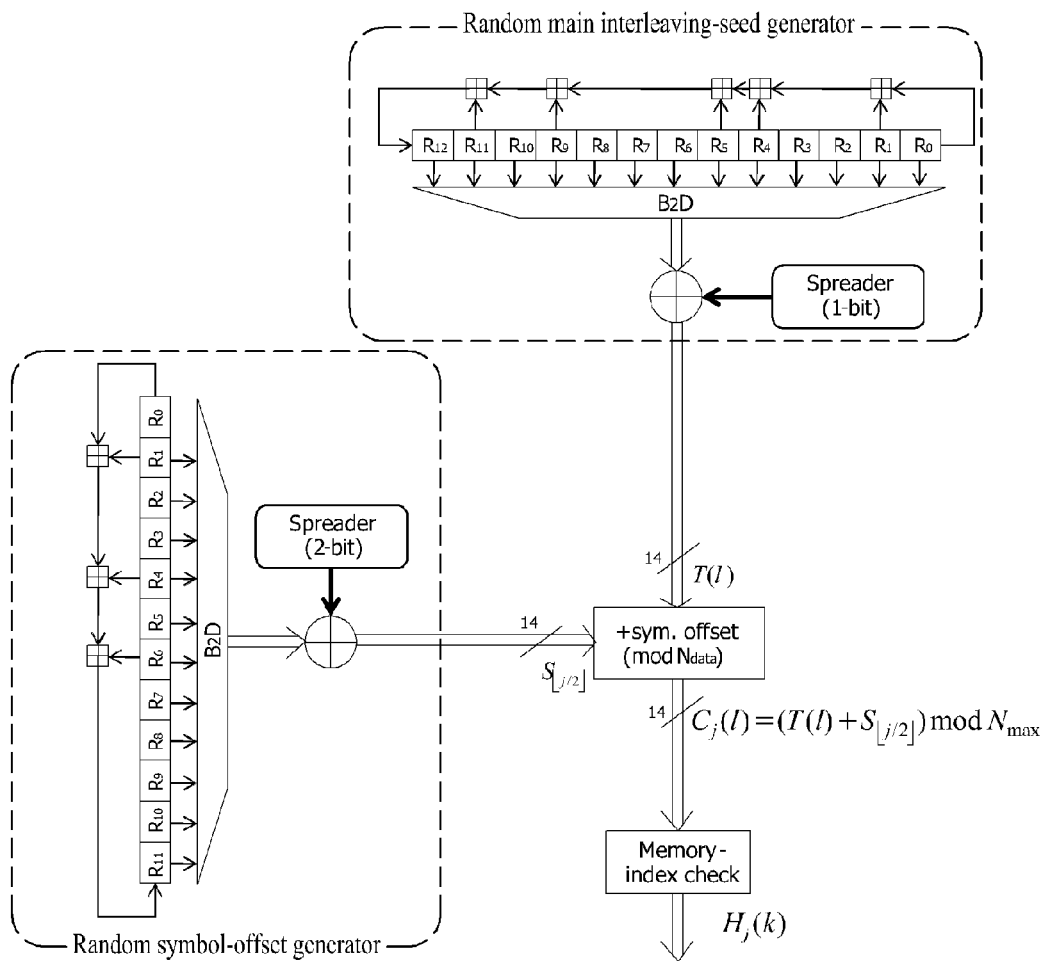 Random main interleaving-seed generator
R12 R11 R10 R9 R8 R7 R6 R5 R4 R3 R2 R1 R0
B2D
Spreader
(1-bit)
R0
R1
R2
R3
R4
R5
R6
R7
R8
R9
R10
R11
B2D
Spreader
(2-bit)
14
S⌊j/2⌋
14
T(l)
+sym. offset
(mod Ndata)
14
Cj(l) = (T(l) + S⌊j/2⌋) mod Nmax
Memory-
index check
Hj(k)
Random symbol-offset generator